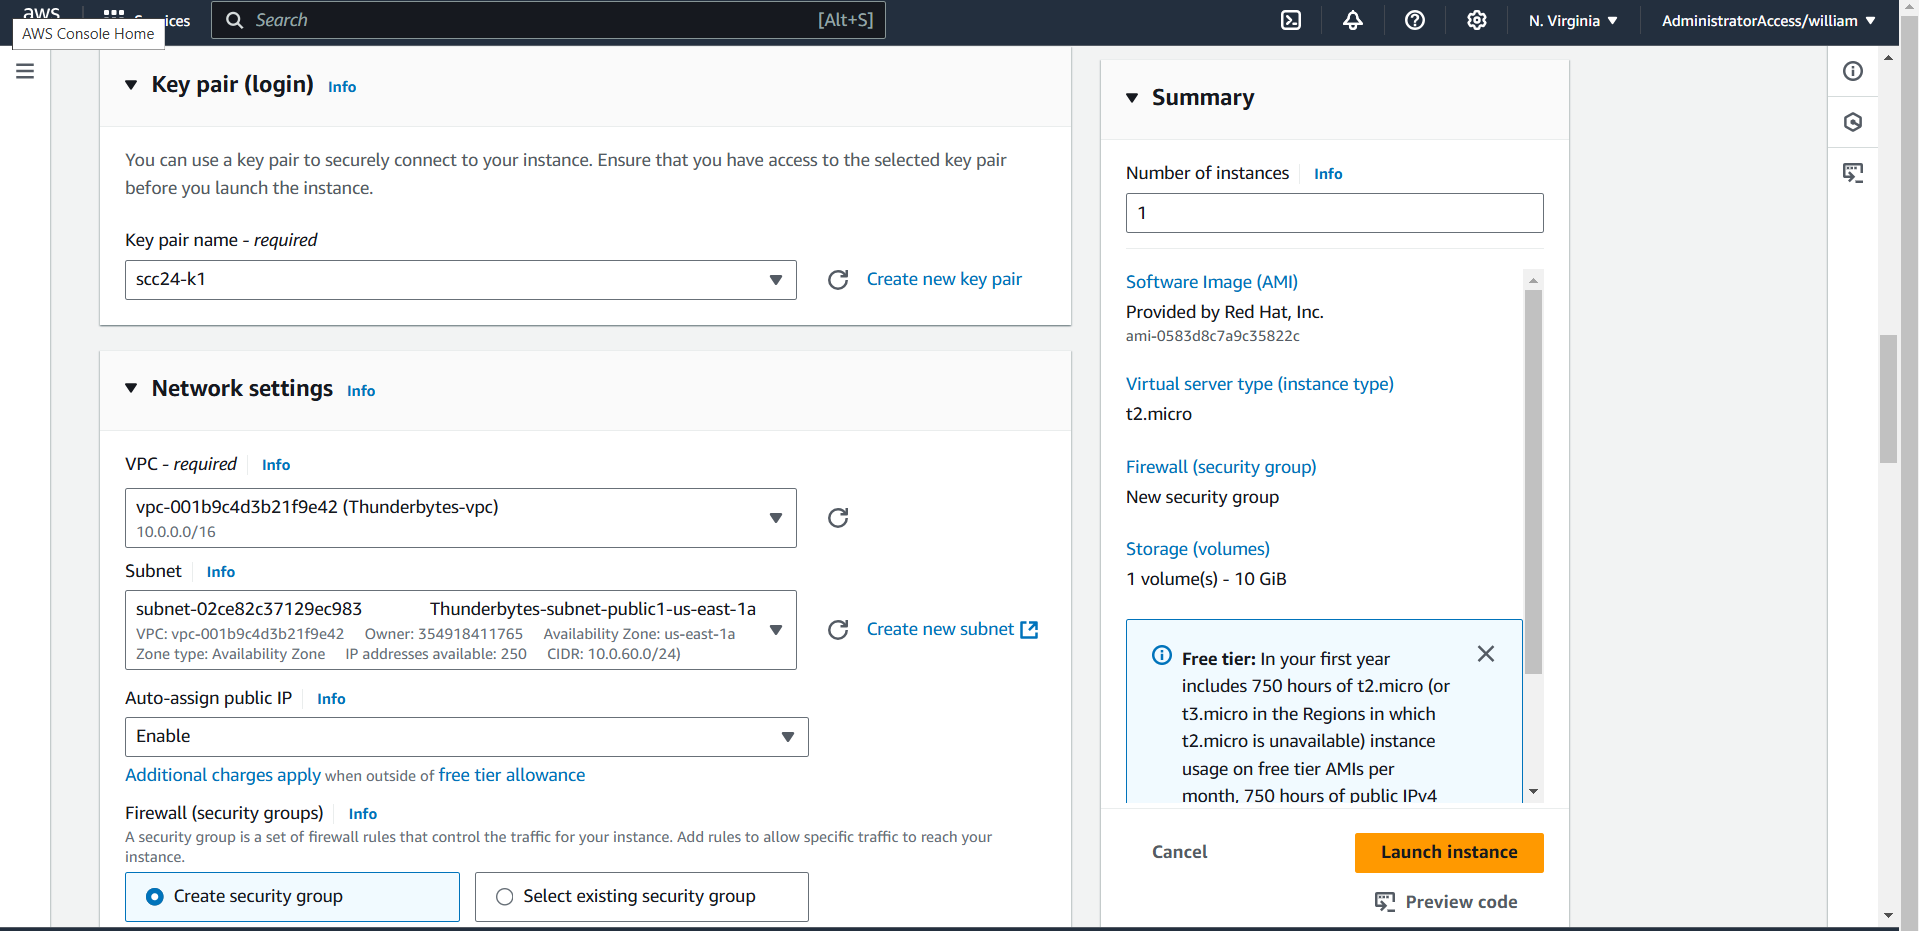 aws
Services
Search
[Alt+S]
N. Virginia
AdministratorAccess/william
AWS Console Home
Key pair (login) Info
You can use a key pair to securely connect to your instance. Ensure that you have access to the selected key pair
before you launch the instance.
Key pair name - required
scc24-k1
Create new key pair
Network settings Info
VPC - required Info
vpc-001b9c4d3b21f9e42 (Thunderbytes-vpc)
10.0.0.0/16
Subnet Info
subnet-02ce82c37129ec983 Thunderbytes-subnet-public1-us-east-1a
VPC: vpc-001b9c4d3b21f9e42 Owner: 354918411765 Availability Zone: us-east-1a
Zone type: Availability Zone IP addresses available: 250 CIDR: 10.0.60.0/24)
Create new subnet
Auto-assign public IP Info
Enable
Additional charges apply when outside of free tier allowance
Firewall (security groups) Info
A security group is a set of firewall rules that control the traffic for your instance. Add rules to allow specific traffic to reach your
instance.
Create security group
Select existing security group
Summary
Number of instances Info
1
Software Image (AMI)
Provided by Red Hat, Inc.
ami-0583d8c7a9c35822c
Virtual server type (instance type)
t2.micro
Firewall (security group)
New security group
Storage (volumes)
1 volume(s) - 10 GiB
Free tier: In your first year
includes 750 hours of t2.micro (or
t3.micro in the Regions in which
t2.micro is unavailable) instance
usage on free tier AMIs per
month, 750 hours of public IPv4
Cancel
Launch instance
Preview code